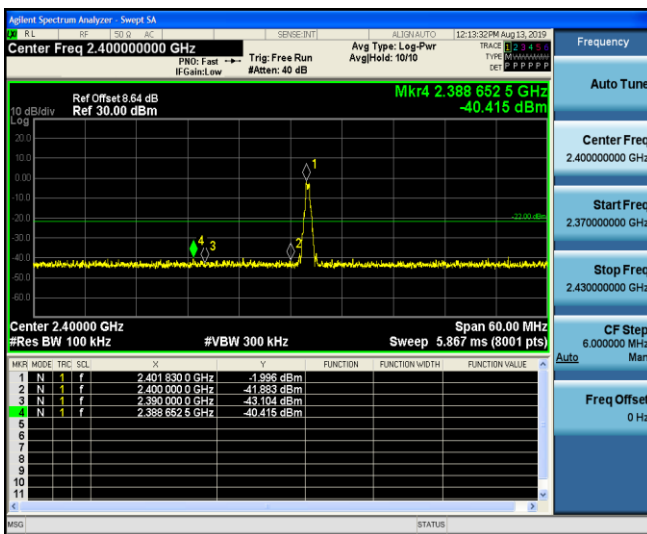 Agilent Spectrum Analyzer - Swept SA
RL RF 50 Ω AC SENSE:INT ALIGNAUTO 12:13:32PM Aug 13, 2019
Center Freq 2.400000000 GHz
PNO: Fast Trig: Free Run Avg Type: Log-Pwr TRACE 1 2 3 4 5 6
IFGain:Low #Atten: 40 dB Avg|Hold: 10/10 TYPE M
DET P P P P P P
Ref Offset 8.64 dB Mkr4 2.388 652 5 GHz
10 dB/div Ref 30.00 dBm -40.415 dBm
Log
20.0
10.0
0.00
-10.0
-20.0
-30.0
-40.0
-50.0
-60.0
1
-22.00 dBm
4 3 2
Center 2.40000 GHz Span 60.00 MHz
#Res BW 100 kHz #VBW 300 kHz Sweep 5.867 ms (8001 pts)
MKR MODE TRC SCL X Y FUNCTION FUNCTION WIDTH FUNCTION VALUE
1 N 1 f 2.401 830 0 GHz -1.996 dBm
2 N 1 f 2.400 000 0 GHz -41.883 dBm
3 N 1 f 2.390 000 0 GHz -43.104 dBm
4 N 1 f 2.388 652 5 GHz -40.415 dBm
5
6
7
8
9
10
11
MSG STATUS
Frequency
Auto Tune
Center Freq
2.400000000 GHz
Start Freq
2.370000000 GHz
Stop Freq
2.430000000 GHz
CF Step
6.000000 MHz
Auto Man
Freq Offset
0 Hz